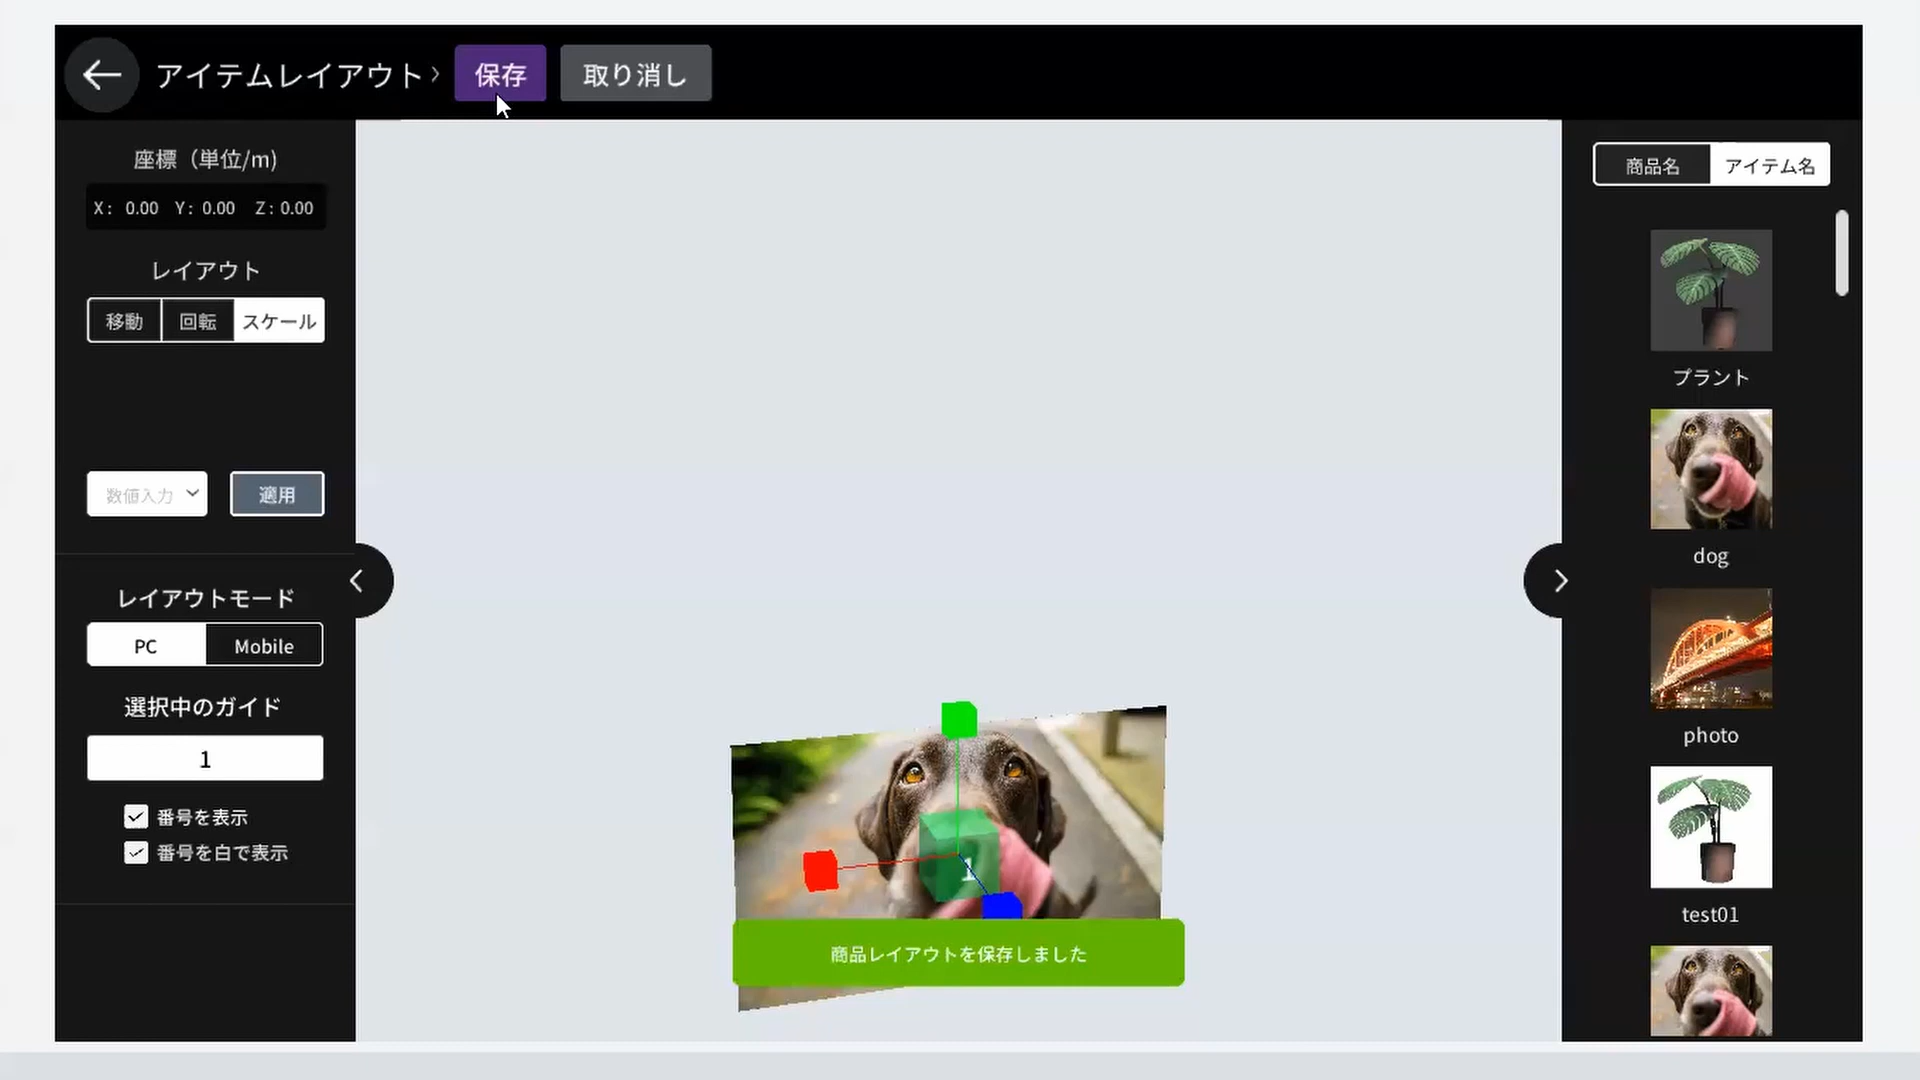 アイテムレイアウト
保存
取り消し
座標（単位/m)
X: 0.00 Y: 0.00 Z: 0.00
レイアウト
移動 回転 スケール
数値入力 適用
レイアウトモード
PC Mobile
選択中のガイド
1
番号を表示
番号を白で表示
1
商品レイアウトを保存しました
商品名 アイテム名
プラント
dog
photo
test01